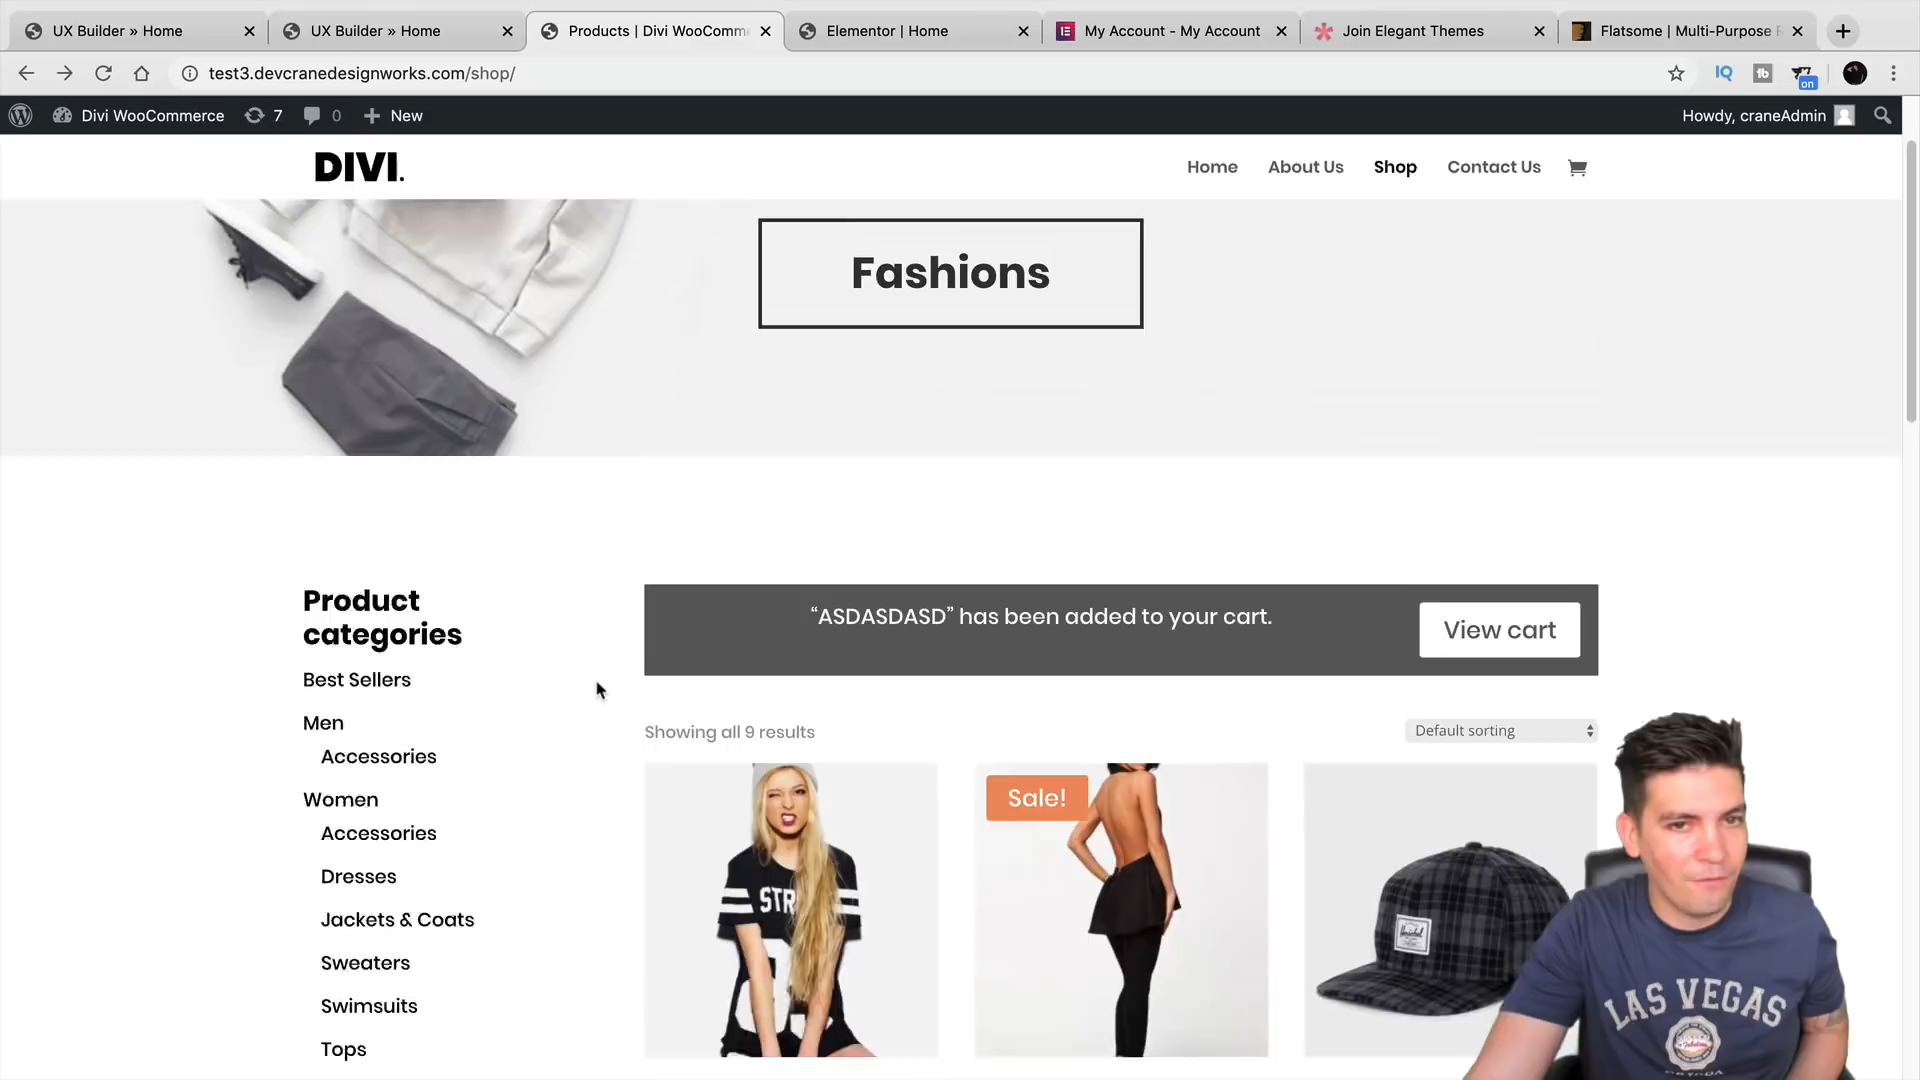 UX Builder » Home
UX Builder » Home
Products | Divi WooComm
Elementor | Home
My Account - My Account
Join Elegant Themes
Flatsome | Multi-Purpose
test3.devcranedesignworks.com/shop/
IQ
tb
on
Divi WooCommerce
7
0
New
Howdy, craneAdmin
DIVI.
Home
About Us
Shop
Contact Us
Fashions
Product
categories
Best Sellers
Men
Accessories
Women
Accessories
Dresses
Jackets & Coats
Sweaters
Swimsuits
Tops
“ASDASDASD” has been added to your cart.
View cart
Showing all 9 results
Default sorting
STR
Sale!
Herschel
LAS VEGAS